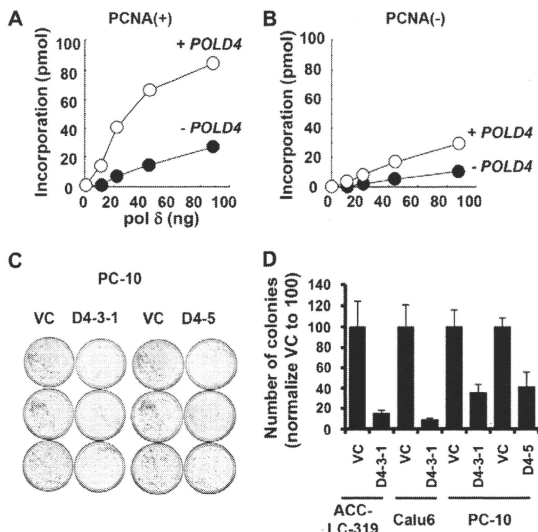 A
PCNA(+)
100
80
60
40
20
0
Incorporation (pmol)
+ POLD4
- POLD4
0 20 40 60 80 100
pol δ (ng)
B
PCNA(-)
100
80
60
40
20
0
Incorporation (pmol)
+ POLD4
- POLD4
0 20 40 60 80 100
C
PC-10
VC D4-3-1 VC D4-5
D
140
120
100
80
60
40
20
0
Number of colonies
(normalize VC to 100)
VC D4-3-1 VC D4-3-1 VC D4-3-1 VC D4-5
ACC-
LC-319
Calu6
PC-10